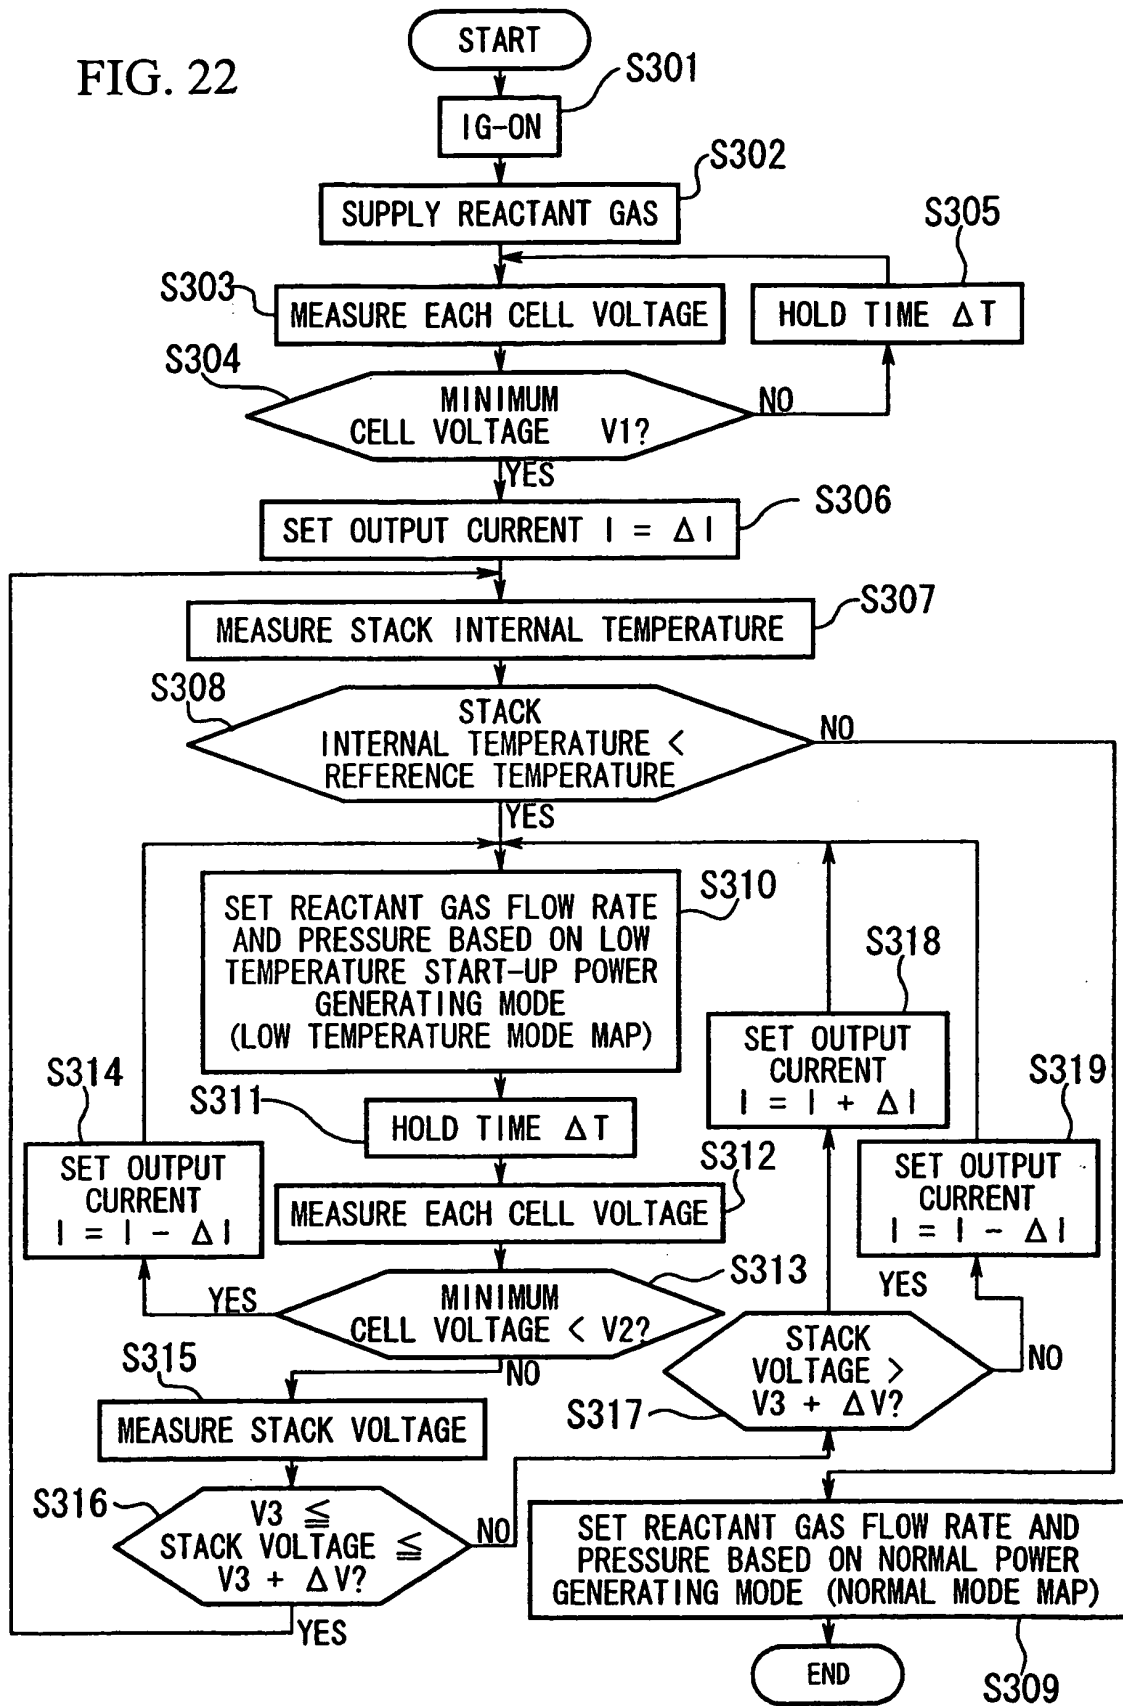 FIG. 22
START
S301
IG-ON
S302
SUPPLY REACTANT GAS
S305
S303
MEASURE EACH CELL VOLTAGE
HOLD TIME ΔT
S304
MINIMUM
CELL VOLTAGE V1?
NO
YES
S306
SET OUTPUT CURRENT I = ΔI
S307
MEASURE STACK INTERNAL TEMPERATURE
S308
STACK
INTERNAL TEMPERATURE <
REFERENCE TEMPERATURE
NO
YES
S310
SET REACTANT GAS FLOW RATE
AND PRESSURE BASED ON LOW
TEMPERATURE START-UP POWER
GENERATING MODE
(LOW TEMPERATURE MODE MAP)
S318
SET OUTPUT
CURRENT
I = I + ΔI
S314
SET OUTPUT
CURRENT
I = I - ΔI
S311
HOLD TIME ΔT
S319
SET OUTPUT
CURRENT
I = I - ΔI
S312
MEASURE EACH CELL VOLTAGE
S313
MINIMUM
CELL VOLTAGE < V2?
YES
NO
YES
STACK
VOLTAGE >
V3 + ΔV?
NO
S317
S315
MEASURE STACK VOLTAGE
S316
V3 ≦
STACK VOLTAGE ≦
V3 + ΔV?
NO
YES
SET REACTANT GAS FLOW RATE AND
PRESSURE BASED ON NORMAL POWER
GENERATING MODE (NORMAL MODE MAP)
S309
END